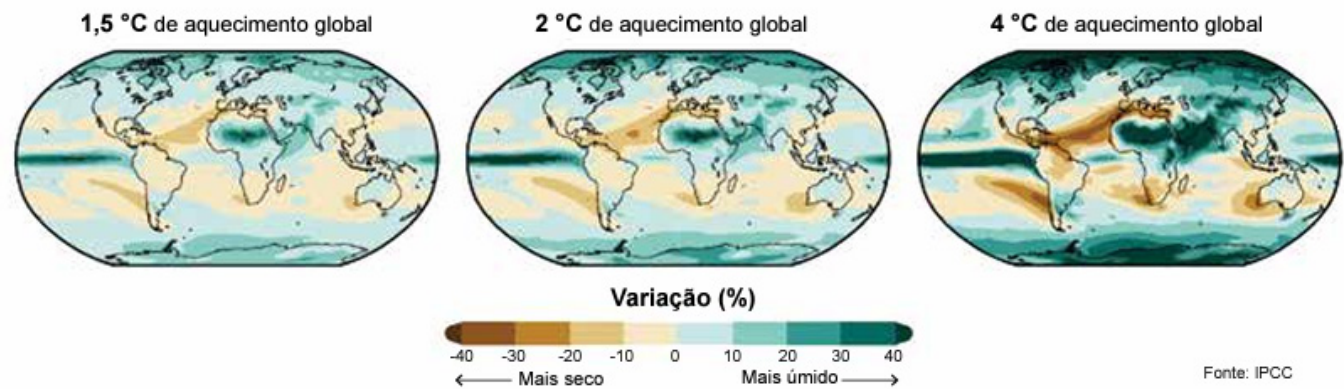 1,5 °C de aquecimento global
2 °C de aquecimento global
4 °C de aquecimento global
Variação (%)
-40 -30 -20 -10 0 10 20 30 40
← Mais seco Mais úmido →
Fonte: IPCC